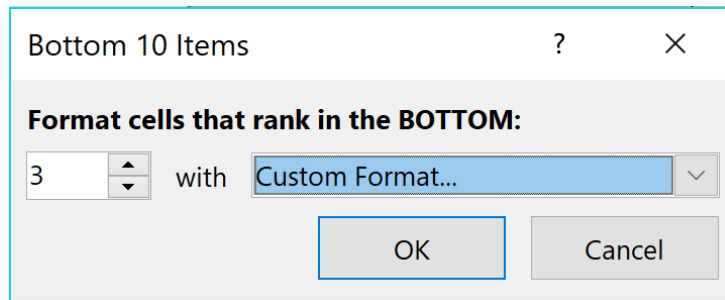 Bottom 10 Items ?
Format cells that rank in the BOTTOM:
3 with Custom Format...
OK Cancel